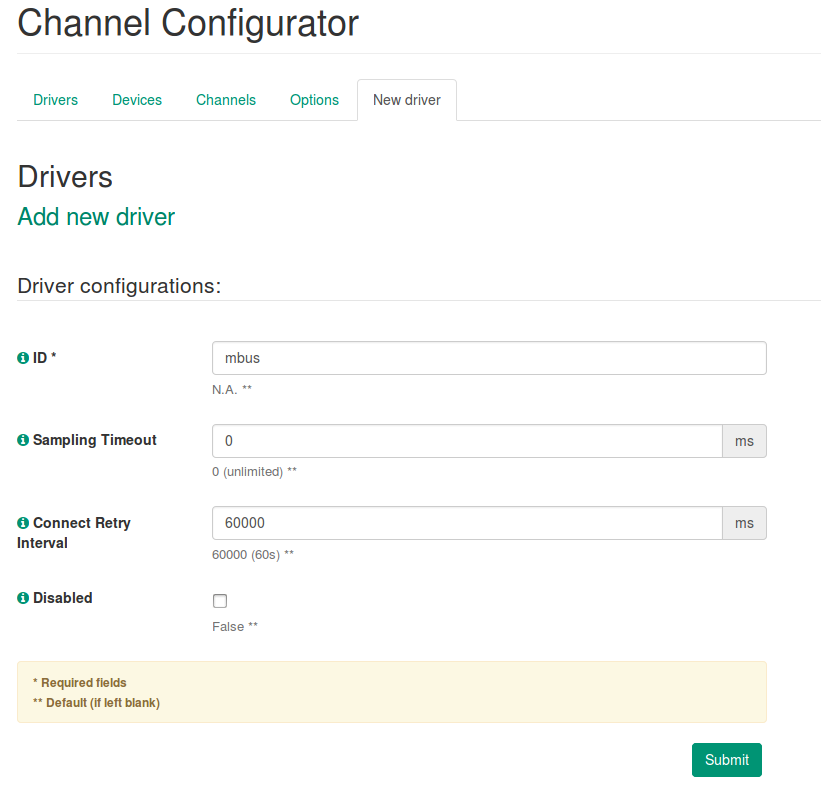 Channel Configurator
Drivers Devices Channels Options New driver
Drivers
Add new driver
Driver configurations:
ID * mbus
N.A. **
Sampling Timeout 0 ms
0 (unlimited) **
Connect Retry Interval 60000 ms
60000 (60s) **
Disabled
False **
* Required fields
** Default (if left blank)
Submit